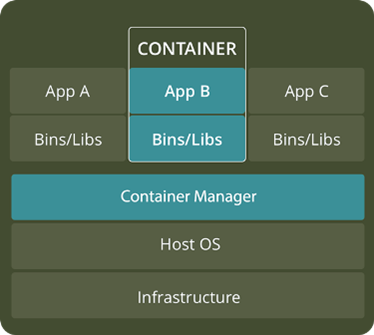 CONTAINER
App A App B App C
Bins/Libs Bins/Libs Bins/Libs
Container Manager
Host OS
Infrastructure